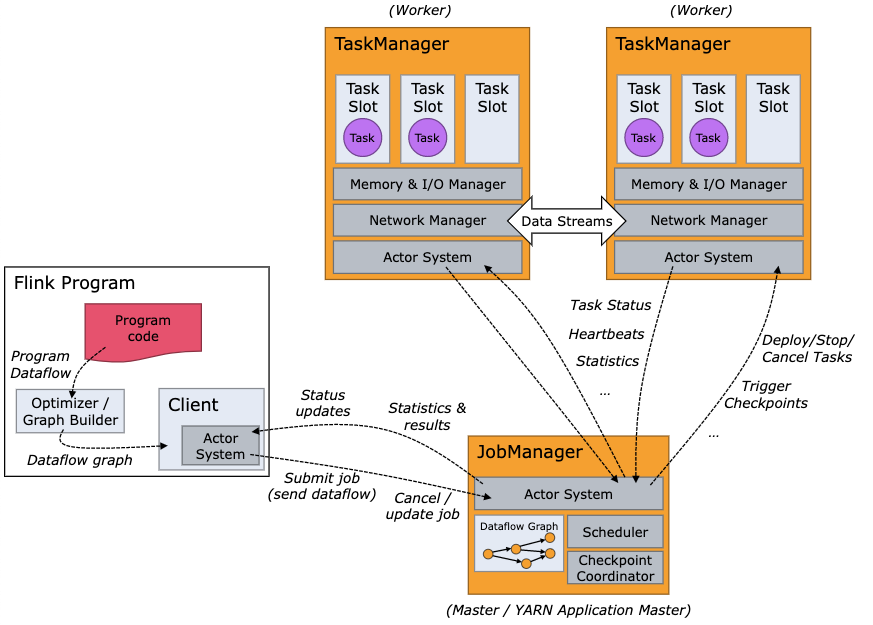 (Worker)
TaskManager
Task
Slot
Task
Task
Slot
Task
Task
Slot
Memory & I/O Manager
Network Manager
Actor System
(Worker)
TaskManager
Task
Slot
Task
Task
Slot
Task
Task
Slot
Memory & I/O Manager
Network Manager
Actor System
Data Streams
Flink Program
Program
code
Program
Dataflow
Optimizer /
Graph Builder
Dataflow graph
Client
Actor
System
Status
updates
Statistics &
results
Submit job
(send dataflow)
Cancel /
update job
Task Status
Heartbeats
Statistics
...
Deploy/Stop/
Cancel Tasks
Trigger
Checkpoints
...
JobManager
Actor System
Dataflow Graph
Scheduler
Checkpoint
Coordinator
(Master / YARN Application Master)